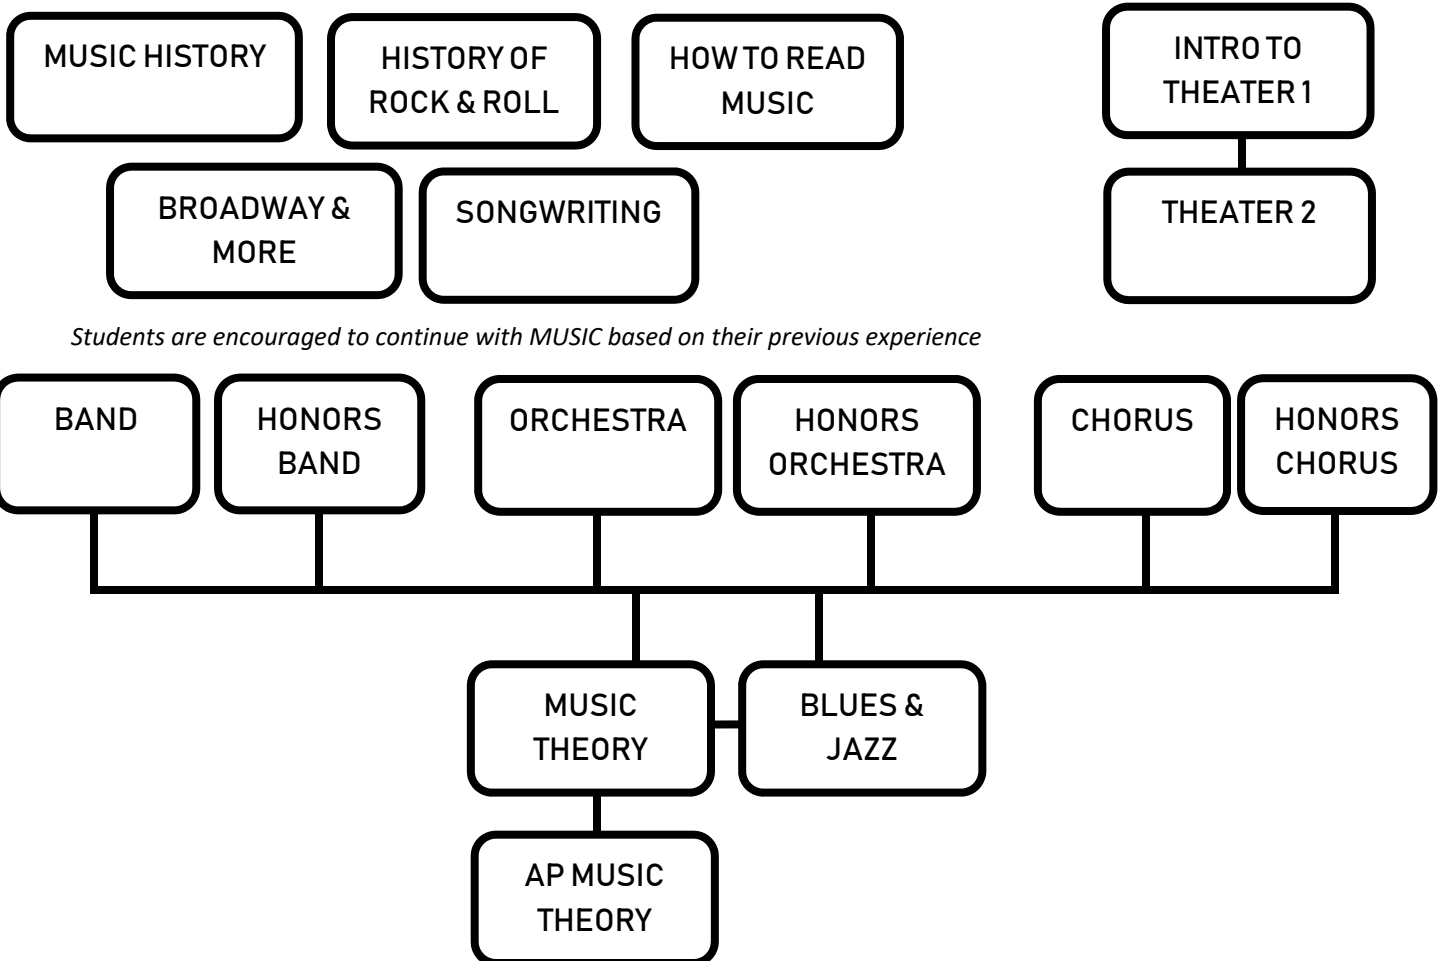 MUSIC HISTORY
HISTORY OF
ROCK & ROLL
HOW TO READ
MUSIC
INTRO TO
THEATER 1
BROADWAY &
MORE
SONGWRITING
THEATER 2
Students are encouraged to continue with MUSIC based on their previous experience
BAND
HONORS
BAND
ORCHESTRA
HONORS
ORCHESTRA
CHORUS
HONORS
CHORUS
MUSIC
THEORY
BLUES &
JAZZ
AP MUSIC
THEORY